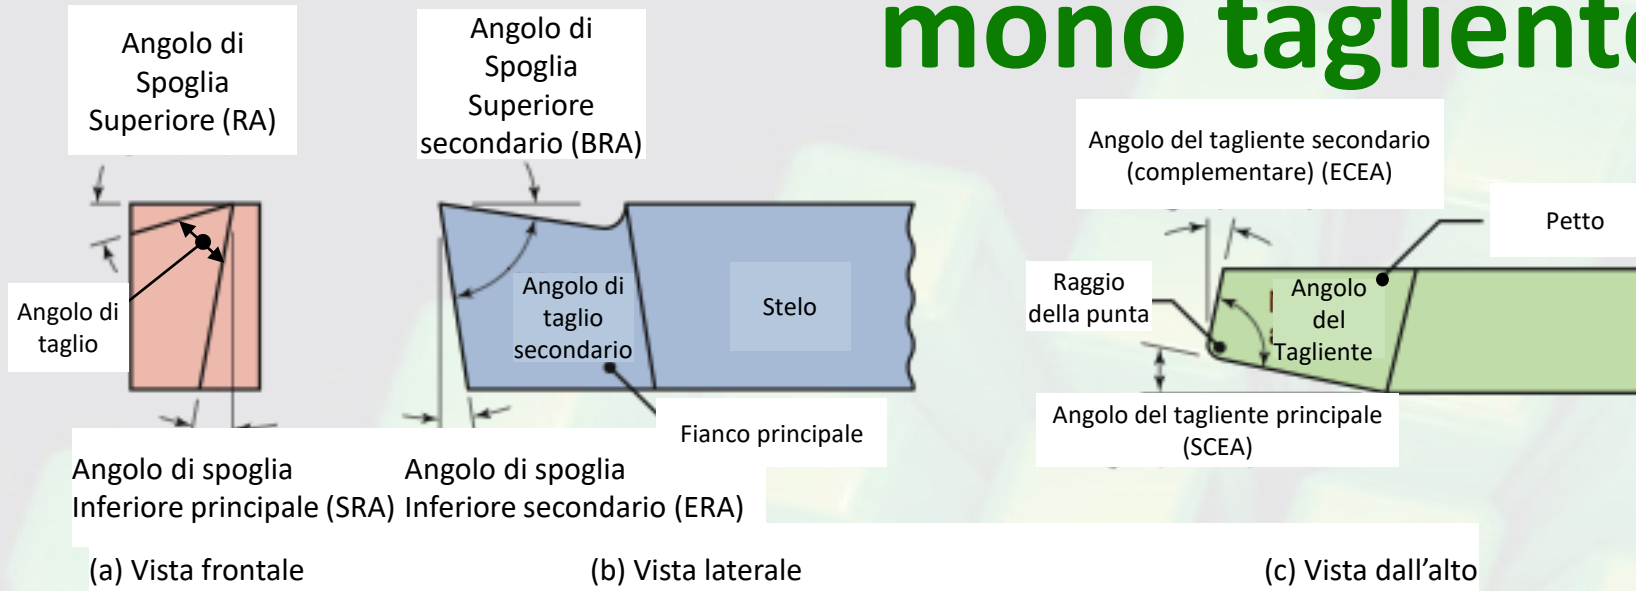 mono tagliente
Angolo di
Spoglia
Superiore (RA)
Angolo di
taglio
Angolo di spoglia
Inferiore principale (SRA)
(a) Vista frontale
Angolo di
Spoglia
Superiore
secondario (BRA)
Angolo di
taglio
secondario
Stelo
Fianco principale
Angolo di spoglia
Inferiore secondario (ERA)
(b) Vista laterale
Angolo del tagliente secondario
(complementare) (ECEA)
Petto
Raggio
della punta
Angolo
del
Tagliente
Angolo del tagliente principale
(SCEA)
(c) Vista dall’alto